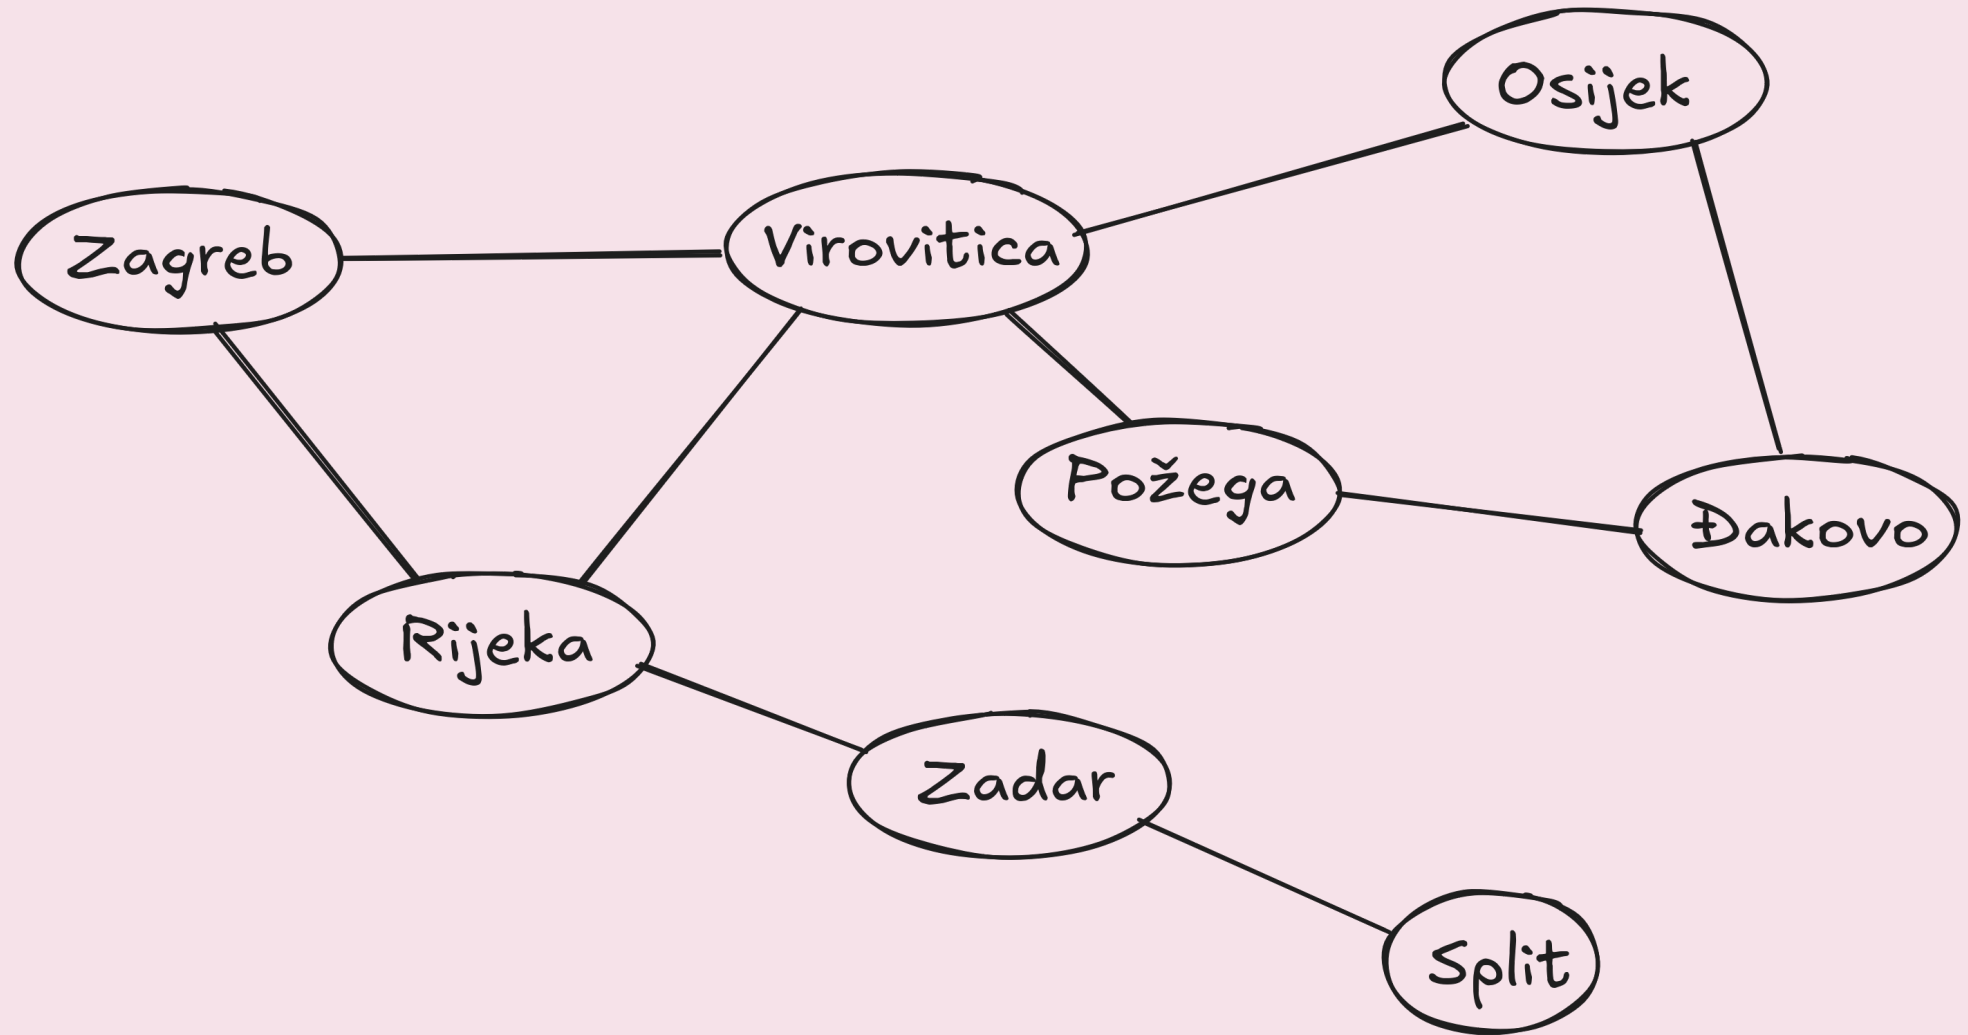 Osijek
Zagreb
Virovitica
Požega
Đakovo
Rijeka
Zadar
Split